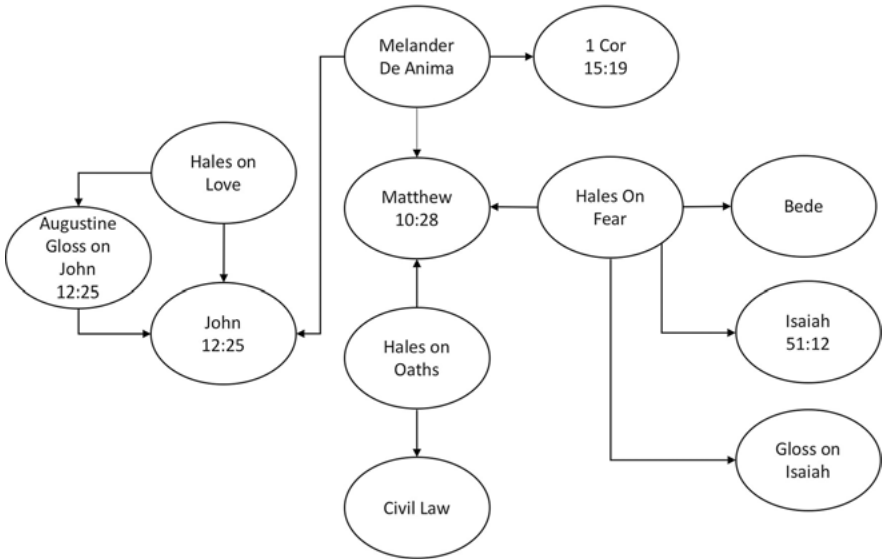 Melander
De Anima
1 Cor
15:19
Hales on
Love
Matthew
10:28
Hales On
Fear
Bede
Augustine
Gloss on
John
12:25
John
12:25
Hales on
Oaths
Isaiah
51:12
Gloss on
Isaiah
Civil Law